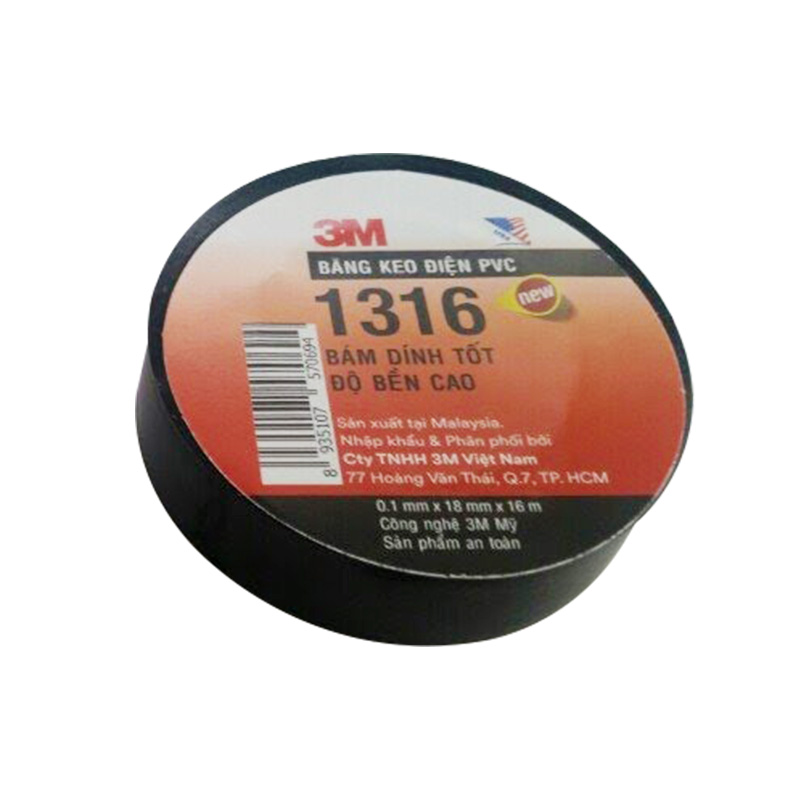 3M
USA
BĂNG KEO ĐIỆN PVC
new
1316
BÁM DÍNH TỐT
ĐỘ BỀN CAO
8 935107 570694
Sản xuất tại Malaysia.
Nhập khẩu & Phân phối bởi
Cty TNHH 3M Việt Nam
77 Hoàng Văn Thái, Q.7, TP. HCM
0.1 mm x 18 mm x 16 m
Công nghệ 3M Mỹ
Sản phẩm an toàn